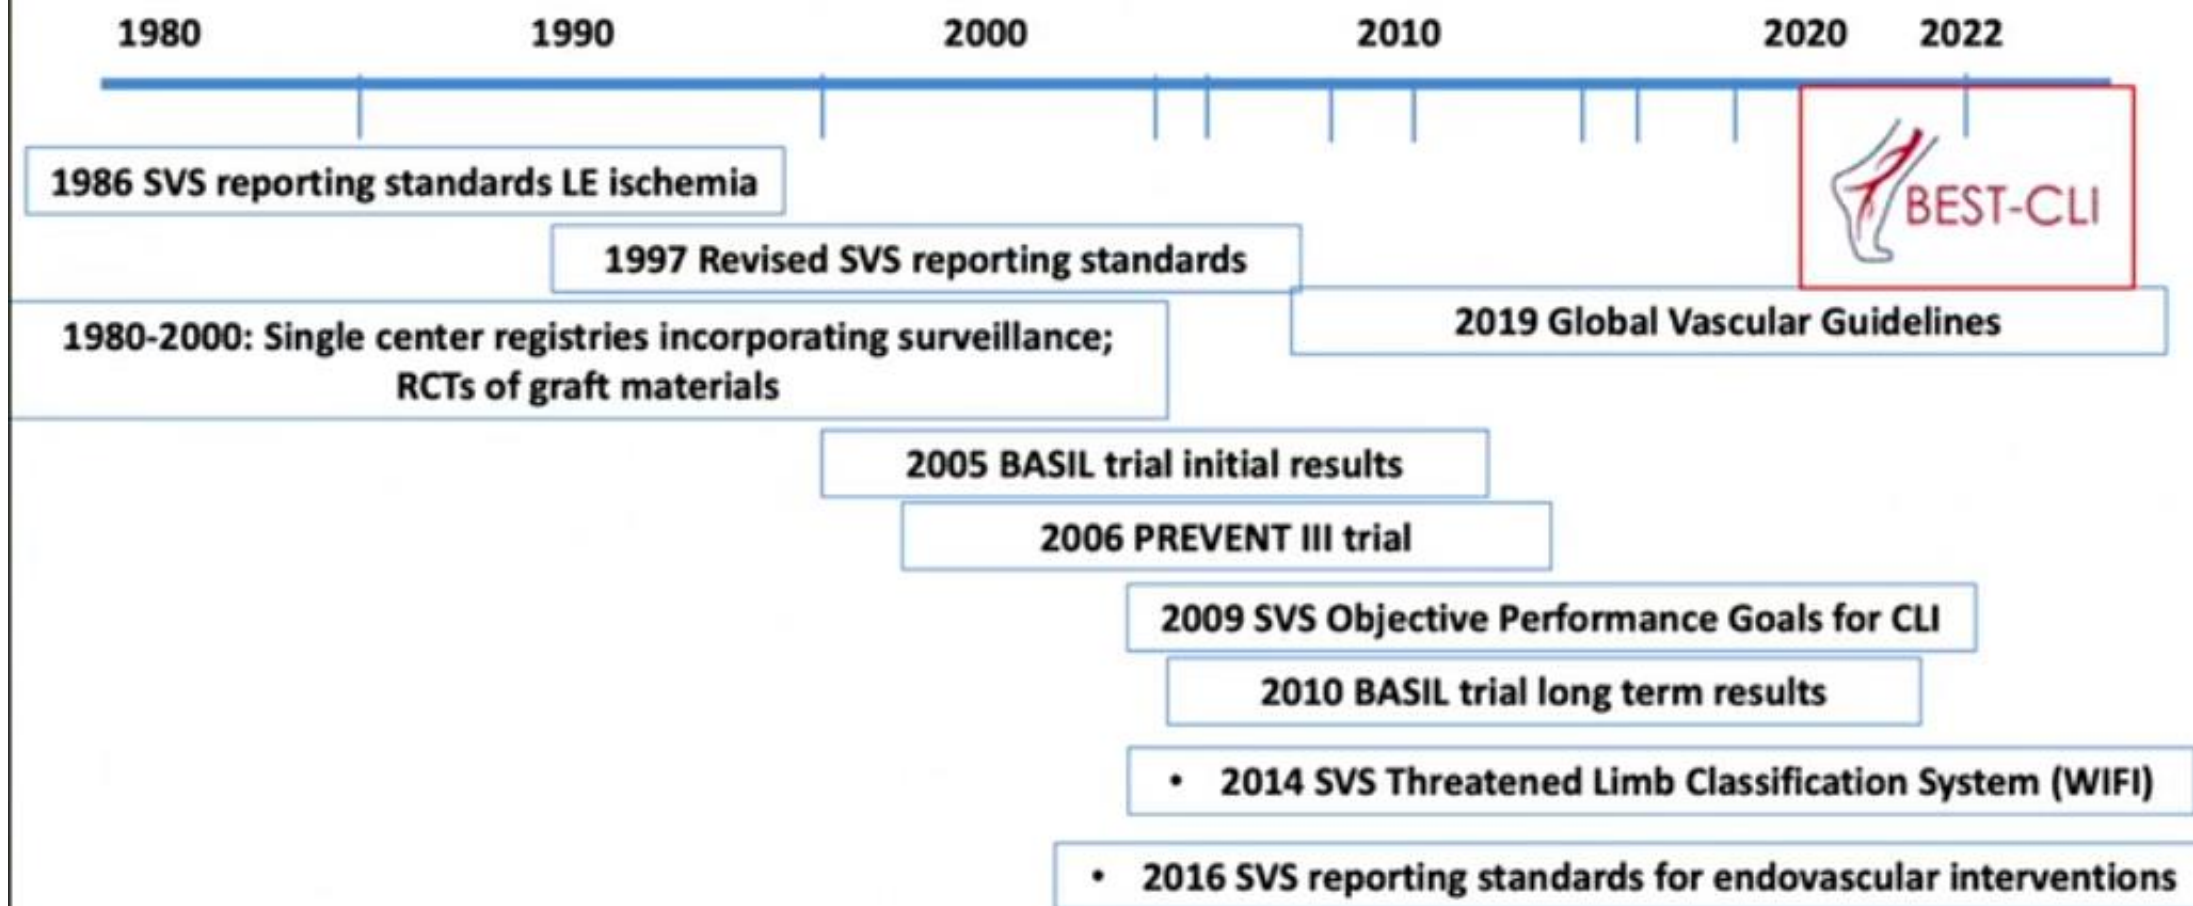 1980 1990 2000 2010 2020 2022
BEST-CLI
1986 SVS reporting standards LE ischemia
1997 Revised SVS reporting standards
2019 Global Vascular Guidelines
1980-2000: Single center registries incorporating surveillance;
RCTs of graft materials
2005 BASIL trial initial results
2006 PREVENT III trial
2009 SVS Objective Performance Goals for CLI
2010 BASIL trial long term results
• 2014 SVS Threatened Limb Classification System (WIFI)
• 2016 SVS reporting standards for endovascular interventions